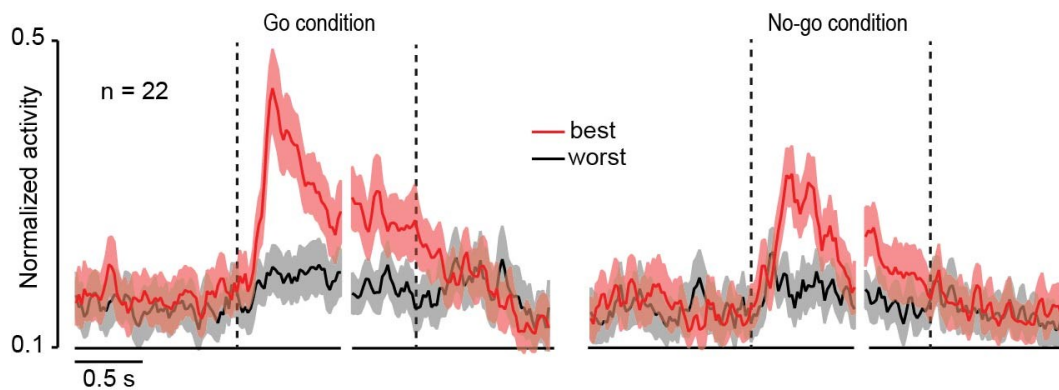 Go condition
No-go condition
0.5
n = 22
best
worst
Normalized activity
0.1
0.5 s